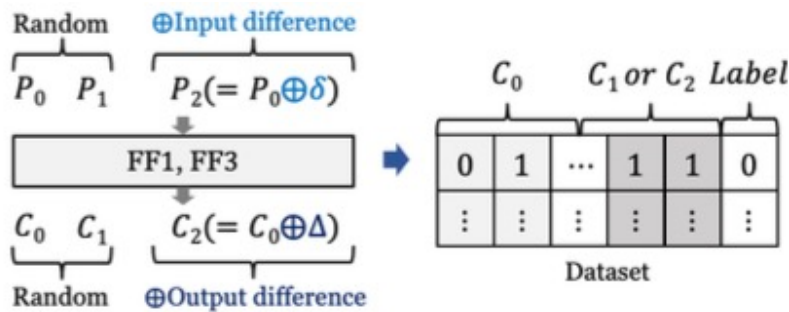 Random ⊕Input difference
P₀ P₁ P₂(= P₀⊕δ)
FF1, FF3
C₀ C₁ C₂(= C₀⊕Δ)
Random ⊕Output difference
C₀ C₁ or C₂ Label
0 1 ⋯ 1 1 0
⋮ ⋮ ⋮ ⋮ ⋮ ⋮
Dataset